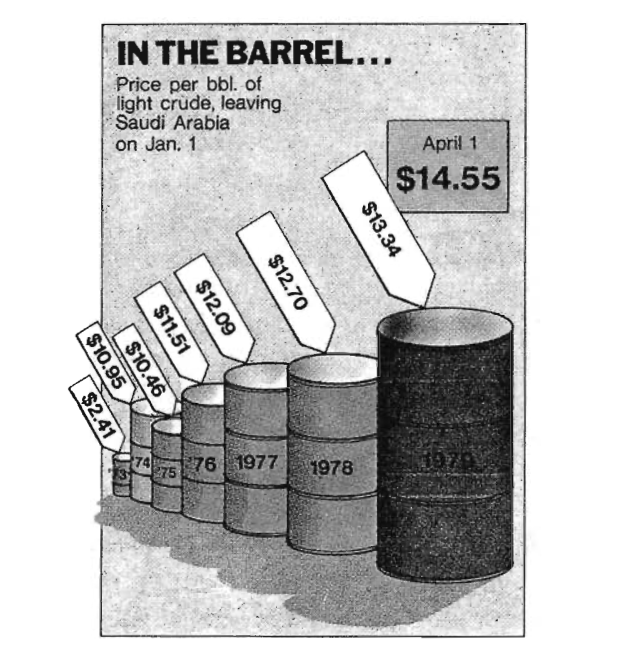 IN THE BARREL...
Price per bbl. of
light crude, leaving
Saudi Arabia
on Jan. 1
April 1
$14.55
$13.34
$12.70
$12.09
$11.51
$10.46
$10.95
$2.41
'73
'74
'75
'76
1977
1978
1979